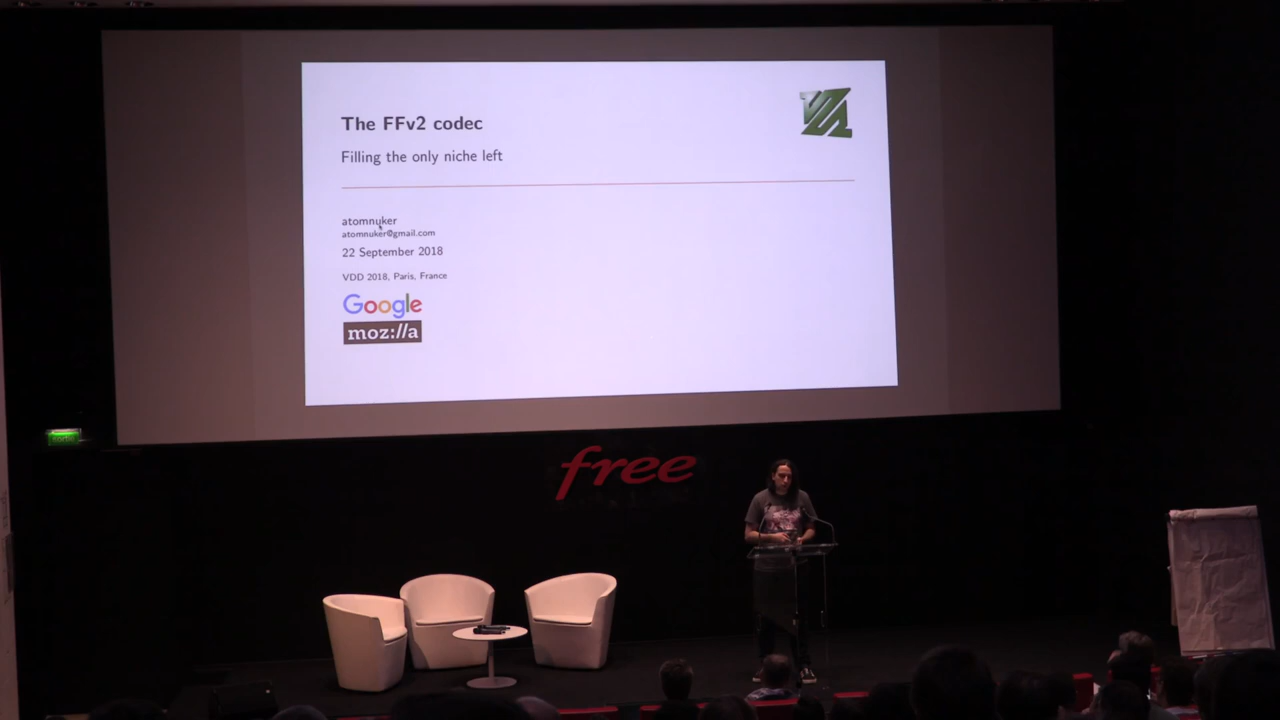 The FFv2 codec
Filling the only niche left
atomnuker
atomnuker@gmail.com
22 September 2018
VDD 2018, Paris, France
Google
moz://a
sortie
free